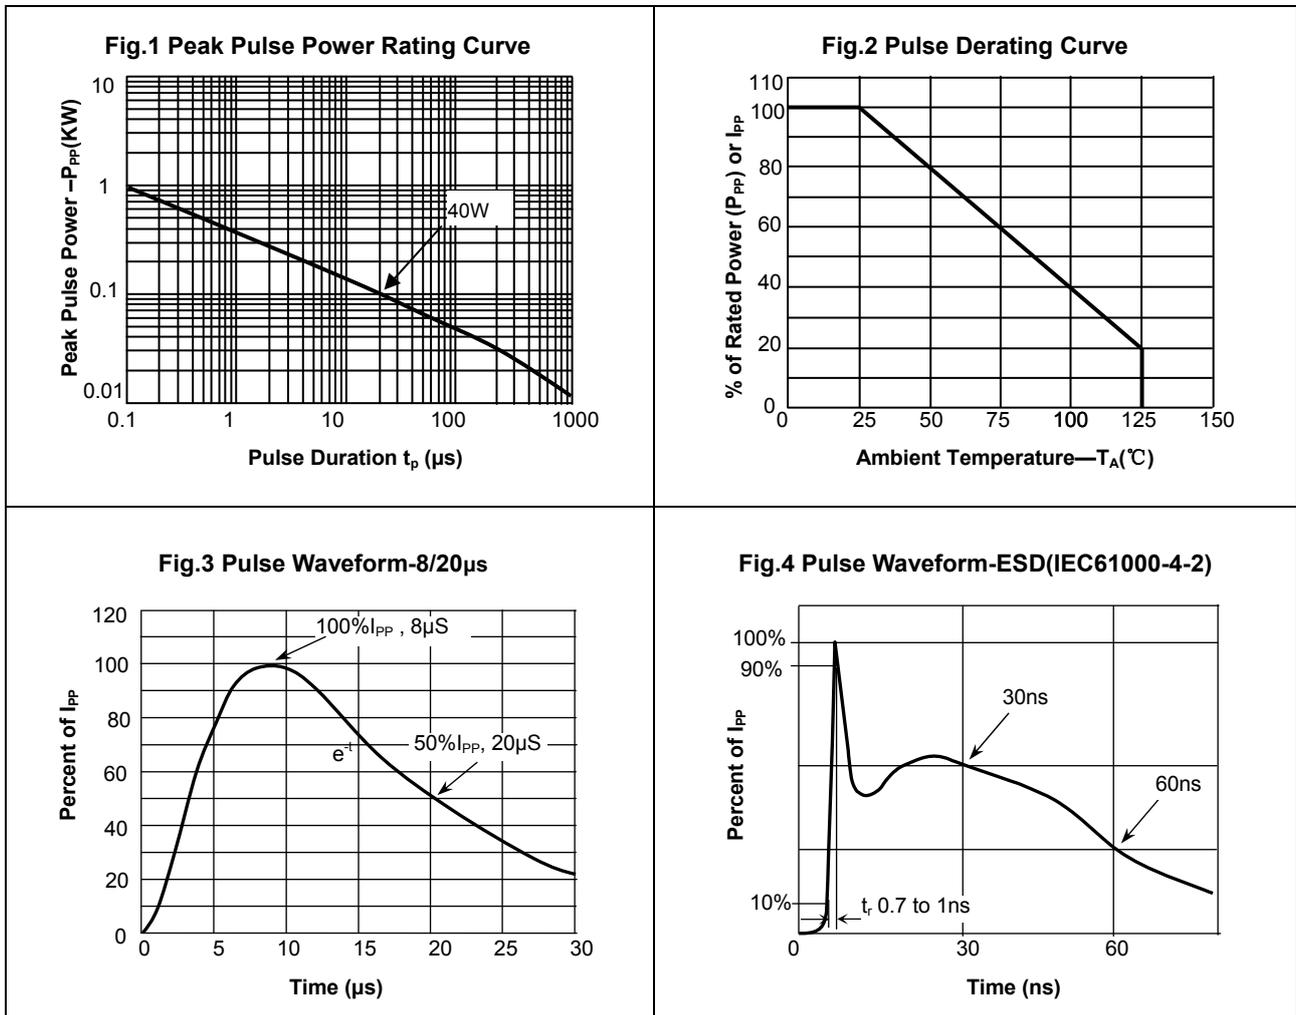 Fig.1 Peak Pulse Power Rating Curve
Peak Pulse Power –PPP(KW)
10
1
0.1
0.01
40W
0.1
1
10
100
1000
Pulse Duration tp (µs)
Fig.2 Pulse Derating Curve
% of Rated Power (PPP) or IPP
110
100
80
60
40
20
0
0
25
50
75
100
125
150
Ambient Temperature—TA(℃)
Fig.3 Pulse Waveform-8/20µs
Percent of IPP
120
100
80
60
40
20
0
100%IPP , 8µS
e-t
50%IPP, 20µS
0
5
10
15
20
25
30
Time (µs)
Fig.4 Pulse Waveform-ESD(IEC61000-4-2)
Percent of IPP
100%
90%
10%
30ns
60ns
tr 0.7 to 1ns
0
30
60
Time (ns)